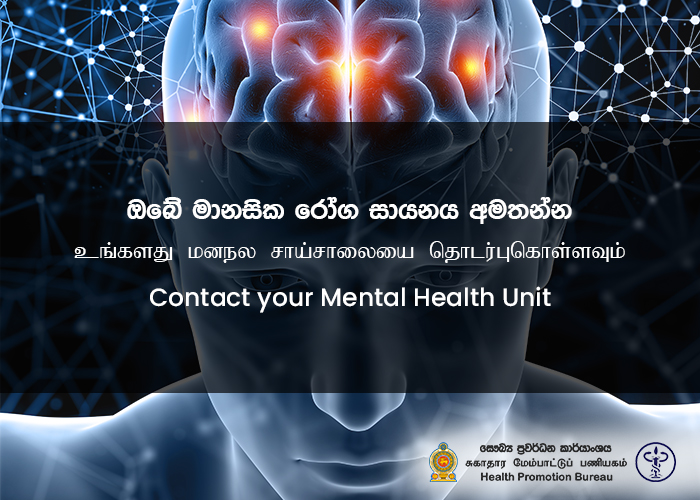 ඔබේ මානසික රෝග සායනය අමතන්න
உங்களது மனநல சாய்சாலையை தொடர்புகொள்ளவும்
Contact your Mental Health Unit
සෞඛ්‍ය ප්‍රවර්ධන කාර්යාංශය
சுகாதார மேம்பாட்டுப் பணியகம்
Health Promotion Bureau